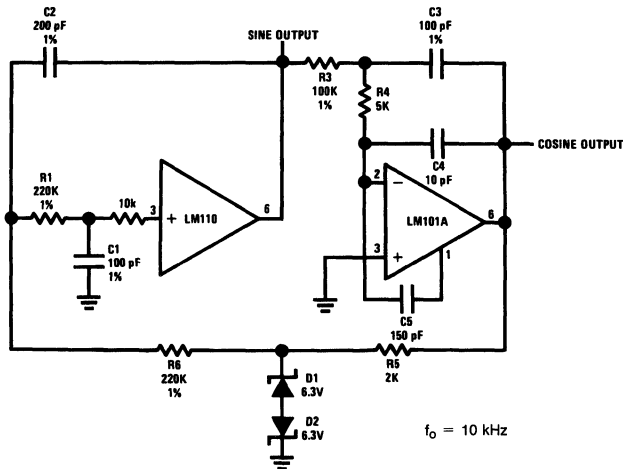 C2
200 pF
1%
SINE OUTPUT
C3
100 pF
1%
R3
100K
1%
R4
5K
C4
10 pF
COSINE OUTPUT
R1
220K
1%
10k
3
+
LM110
6
2
−
LM101A
6
3
+
1
C1
100 pF
1%
C5
150 pF
R6
220K
1%
R5
2K
D1
6.3V
D2
6.3V
fo = 10 kHz